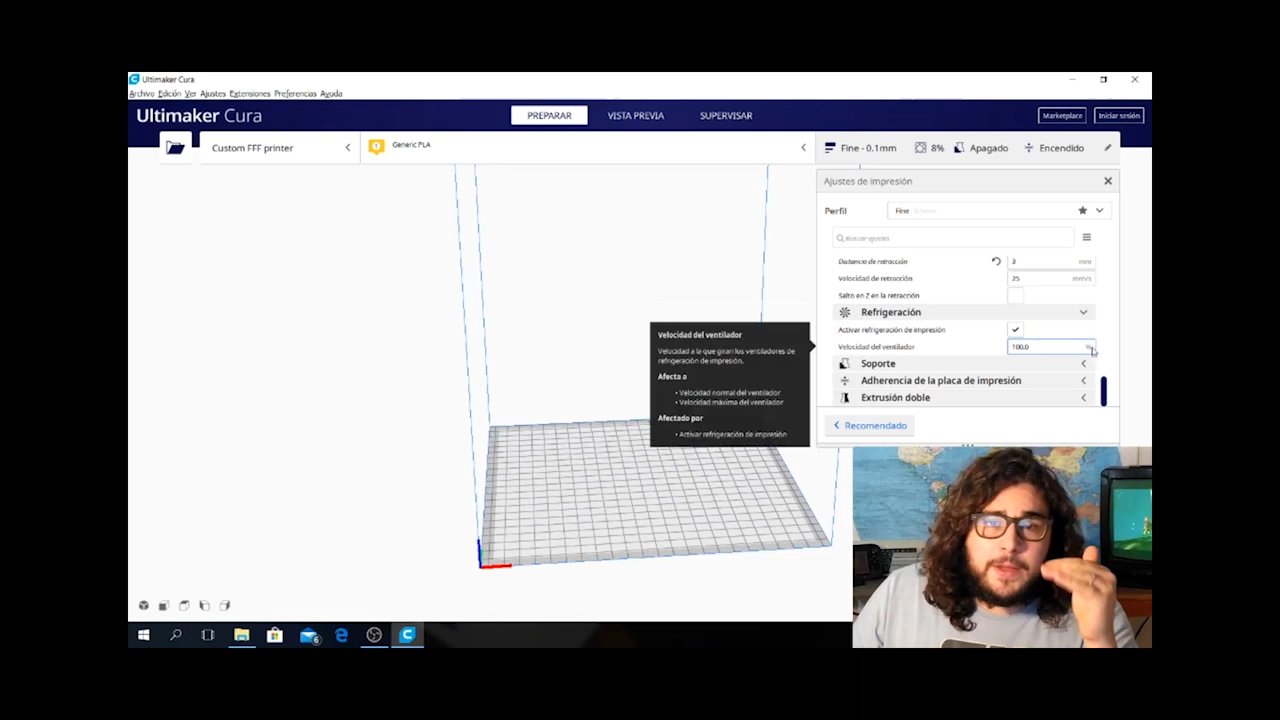 Ultimaker Cura
Archivo Edición Ver Ajustes Extensiones Preferencias Ayuda
Ultimaker Cura
PREPARAR
VISTA PREVIA
SUPERVISAR
Marketplace
Iniciar sesión
Custom FFF printer
Generic PLA
Fine - 0.1mm
8%
Apagado
Encendido
Ajustes de impresión
Perfil
Fine 0.1mm
Buscar ajustes
Distancia de retracción
3
mm
Velocidad de retracción
25
mm/s
Salto en Z en la retracción
Refrigeración
Activar refrigeración de impresión
Velocidad del ventilador
100.0
%
Soporte
Adherencia de la placa de impresión
Extrusión doble
Recomendado
Velocidad del ventilador
Velocidad a la que giran los ventiladores de
refrigeración de impresión.
Afecta a
• Velocidad normal del ventilador
• Velocidad máxima del ventilador
Afectado por
• Activar refrigeración de impresión
6